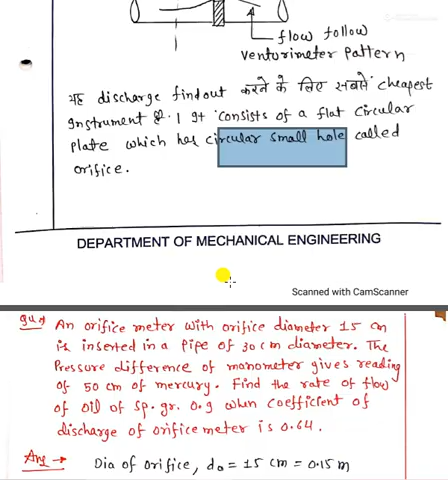 flow follow
venturimeter pattern
यह discharge findout करने के लिए सबसे cheapest
instrument है । It consists of a flat circular
plate which has circular small hole called
orifice.
DEPARTMENT OF MECHANICAL ENGINEERING
Scanned with CamScanner
Que→ An orifice meter with orifice diameter 15 cm
is inserted in a pipe of 30 cm diameter. The
Pressure difference of manometer gives reading
of 50 cm of mercury. Find the rate of flow
of oil of sp. gr. 0.9 when coefficient of
discharge of orifice meter is 0.64.
Ans → Dia of orifice, do = 15 cm = 0.15 m